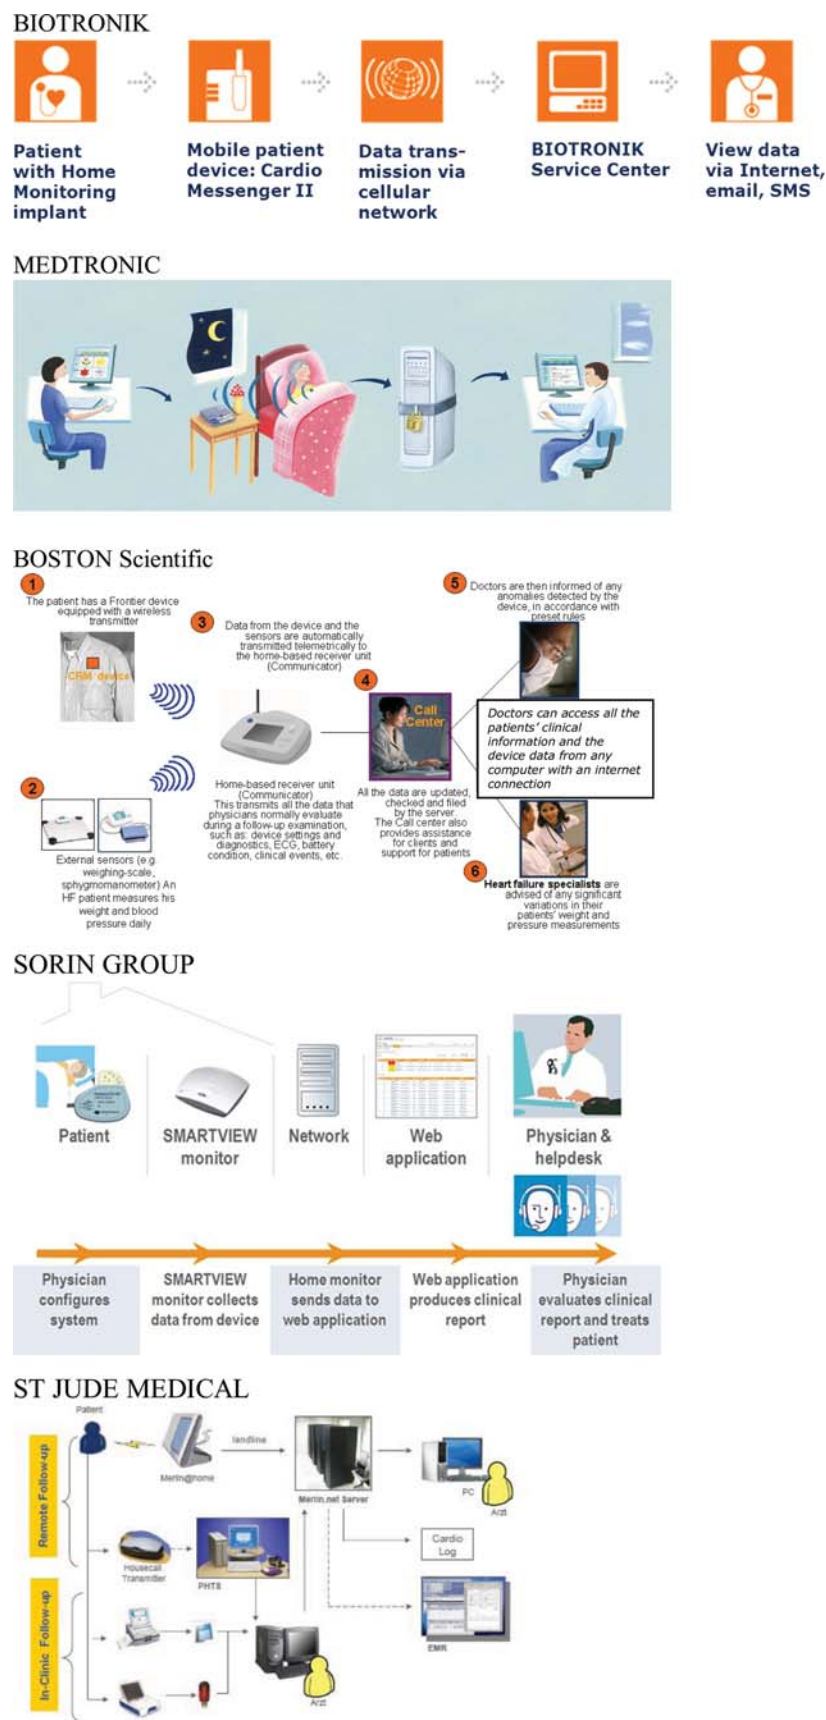 BIOTRONIK
Patient
with Home
Monitoring
implant
Mobile patient
device: Cardio
Messenger II
Data trans-
mission via
cellular
network
BIOTRONIK
Service Center
View data
via Internet,
email, SMS
MEDTRONIC
BOSTON Scientific
1
The patient has a Frontier device
equipped with a wireless
transmitter
CRM device
2
External sensors (e.g.
weighing-scale,
sphygmomanometer) An
HF patient measures his
weight and blood
pressure daily
3
Data from the device and the
sensors are automatically
transmitted telemetrically to
the home-based receiver unit
(Communicator)
Home-based receiver unit
(Communicator)
This transmits all the data that
physicians normally evaluate
during a follow-up examination,
such as: device settings and
diagnostics, ECG, battery
condition, clinical events, etc.
4
Call
Center
All the data are updated,
checked and filed
by the server.
The Call center also
provides assistance
for clients and
support for patients
5
Doctors are then informed of any
anomalies detected by the
device, in accordance with
preset rules
Doctors can access all the
patients' clinical
information and the
device data from any
computer with an internet
connection
6
Heart failure specialists are
advised of any significant
variations in their
patients' weight and
pressure measurements
SORIN GROUP
Patient
SMARTVIEW
monitor
Network
Web
application
Physician &
helpdesk
Physician
configures
system
SMARTVIEW
monitor collects
data from device
Home monitor
sends data to
web application
Web application
produces clinical
report
Physician
evaluates clinical
report and treats
patient
ST JUDE MEDICAL
Patient
Remote Follow-up
Merlin@home
landline
Merlin.net Server
PC
Arzt
Cardio
Log
Housecall
Transmitter
PHTS
EMR
In-Clinic Follow-up
Arzt